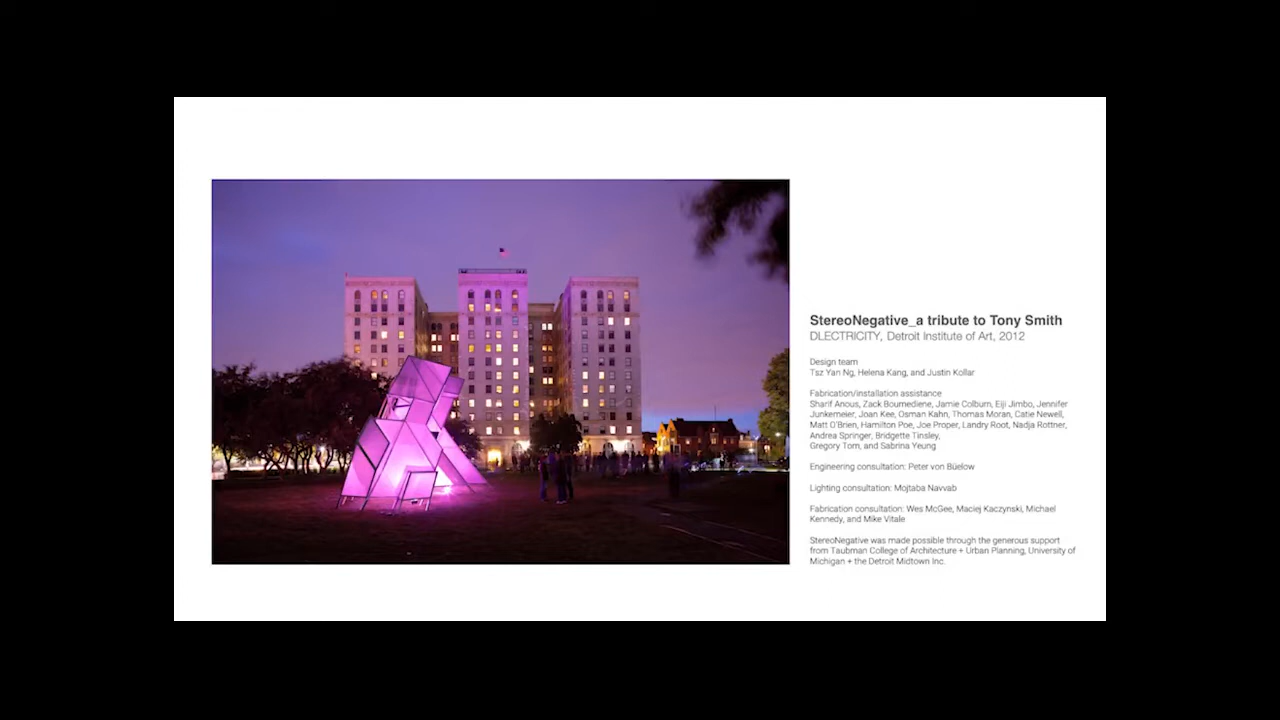 StereoNegative_a tribute to Tony Smith
DLECTRICITY, Detroit Institute of Art, 2012
Design team
Tsz Yan Ng, Helena Kang, and Justin Kollar
Fabrication/installation assistance
Sharif Anous, Zack Boumediene, Jamie Colburn, Eiji Jimbo, Jennifer
Junkemeier, Joan Kee, Osman Kahn, Thomas Moran, Catie Newell,
Matt O'Brien, Hamilton Poe, Joe Proper, Landry Root, Nadja Rottner,
Andrea Springer, Bridgette Tinsley,
Gregory Tom, and Sabrina Yeung
Engineering consultation: Peter von Büelow
Lighting consultation: Mojtaba Navvab
Fabrication consultation: Wes McGee, Maciej Kaczynski, Michael
Kennedy, and Mike Vitale
StereoNegative was made possible through the generous support
from Taubman College of Architecture + Urban Planning, University of
Michigan + the Detroit Midtown Inc.